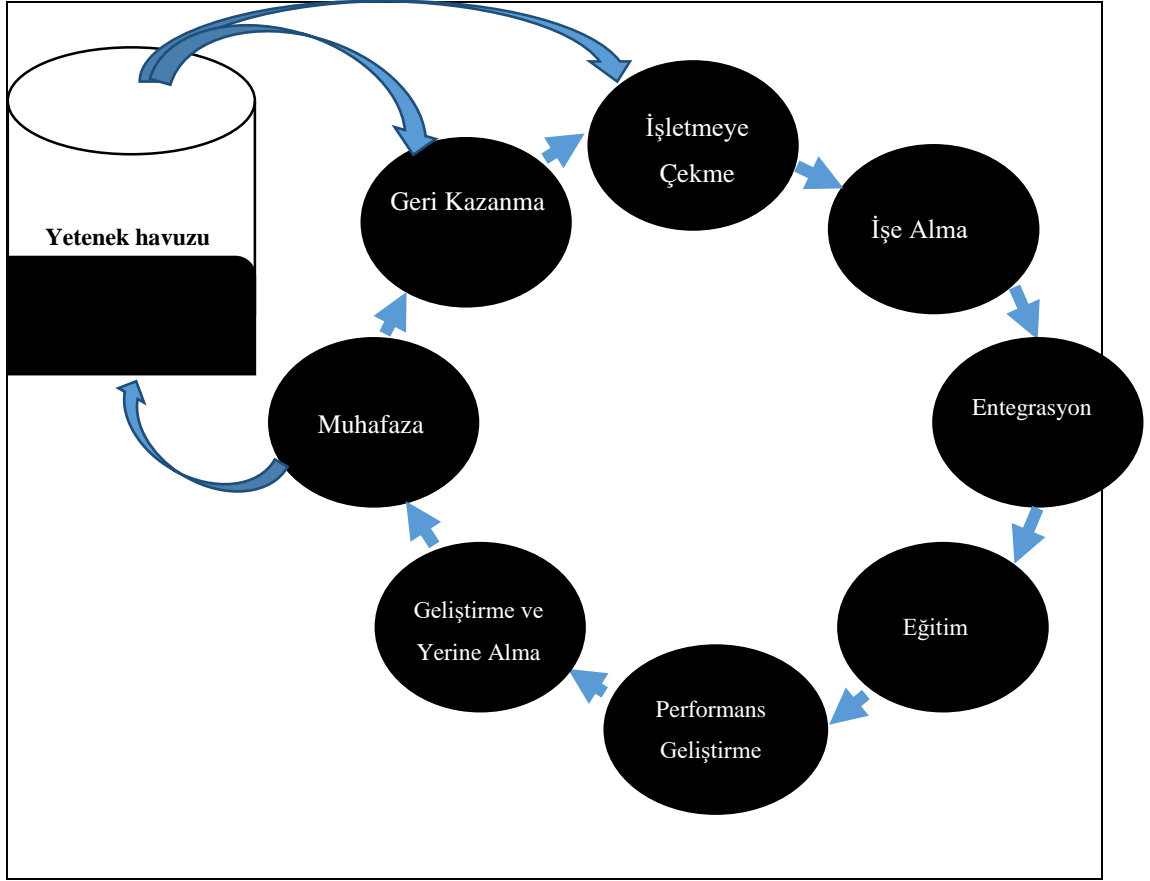 İşletmeye
Çekme
Geri Kazanma
İşe Alma
Yetenek havuzu
Entegrasyon
Muhafaza
Geliştirme ve
Yerine Alma
Eğitim
Performans
Geliştirme